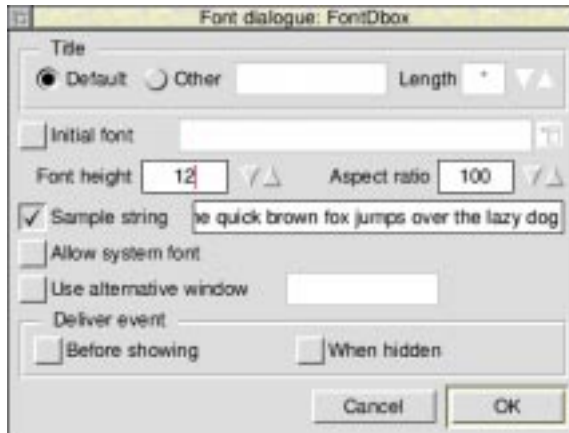 Font dialogue: FontDbox
Title
Default Other Length *
Initial font
Font height 12 Aspect ratio 100
Sample string he quick brown fox jumps over the lazy dog
Allow system font
Use alternative window
Deliver event
Before showing When hidden
Cancel OK